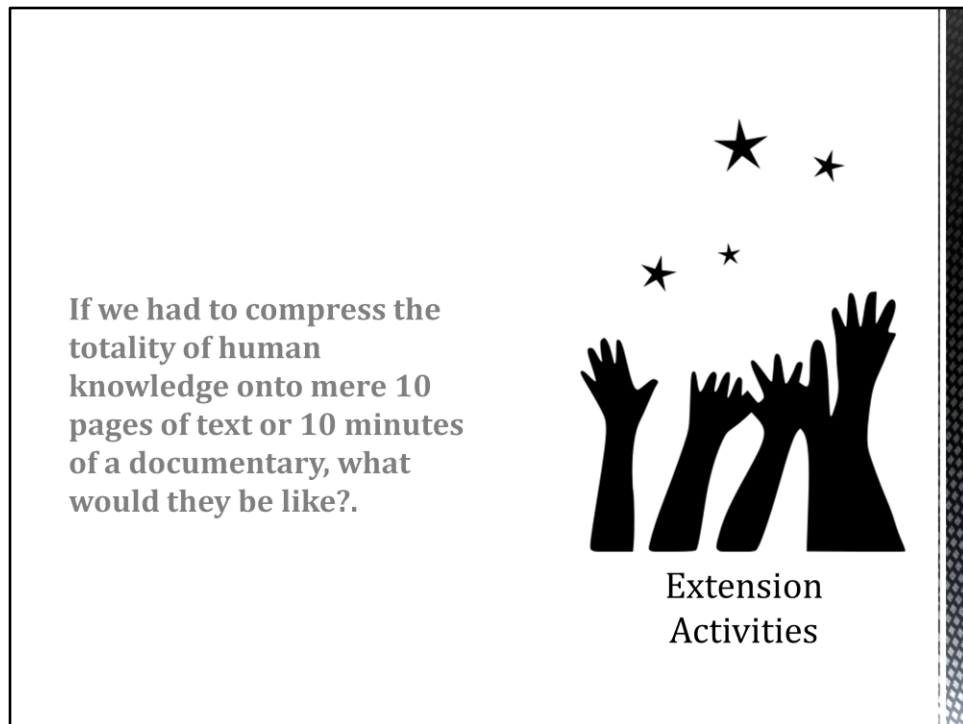 If we had to compress the
totality of human
knowledge onto mere 10
pages of text or 10 minutes
of a documentary, what
would they be like?.
Extension
Activities